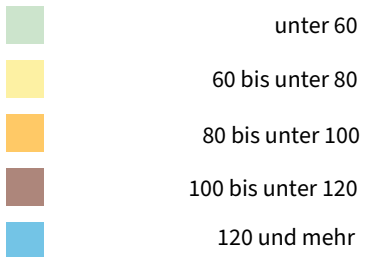 unter 60
60 bis unter 80
80 bis unter 100
100 bis unter 120
120 und mehr